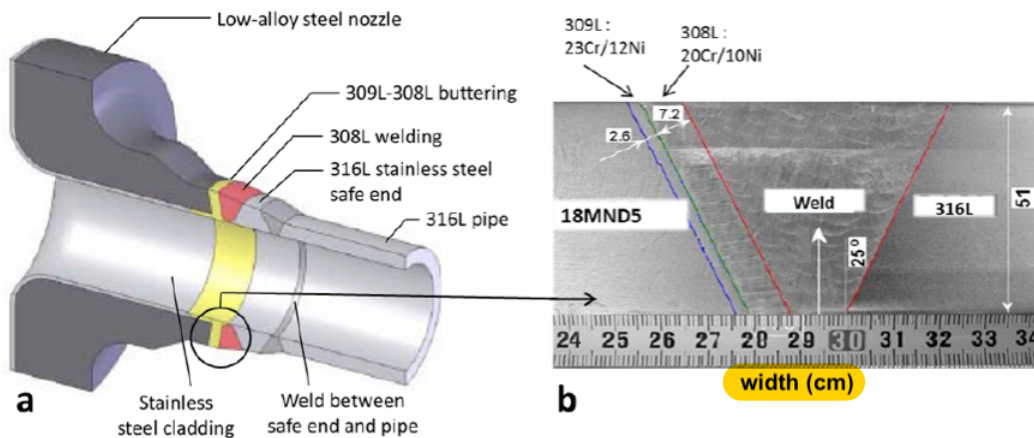 Low-alloy steel nozzle
309L-308L buttering
308L welding
316L stainless steel
safe end
316L pipe
Stainless
steel cladding
Weld between
safe end and pipe
a
309L :
23Cr/12Ni
308L :
20Cr/10Ni
7.2
2.6
18MND5
Weld
316L
51
25°
24 25 26 27 28 29 30 31 32 33 34
width (cm)
b